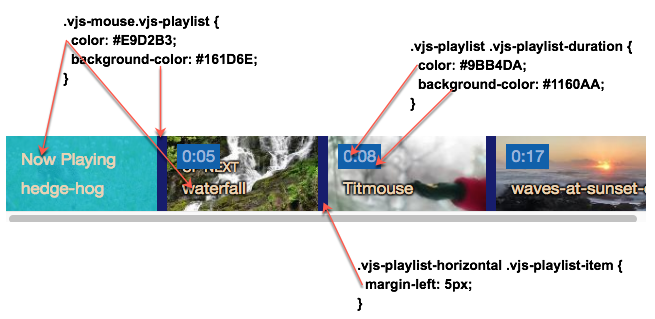 .vjs-mouse.vjs-playlist {
color: #E9D2B3;
background-color: #161D6E;
}
.vjs-playlist .vjs-playlist-duration {
color: #9BB4DA;
background-color: #1160AA;
}
Now Playing
hedge-hog
0:05
UP NEXT
waterfall
0:08
Titmouse
0:17
waves-at-sunset-
.vjs-playlist-horizontal .vjs-playlist-item {
margin-left: 5px;
}